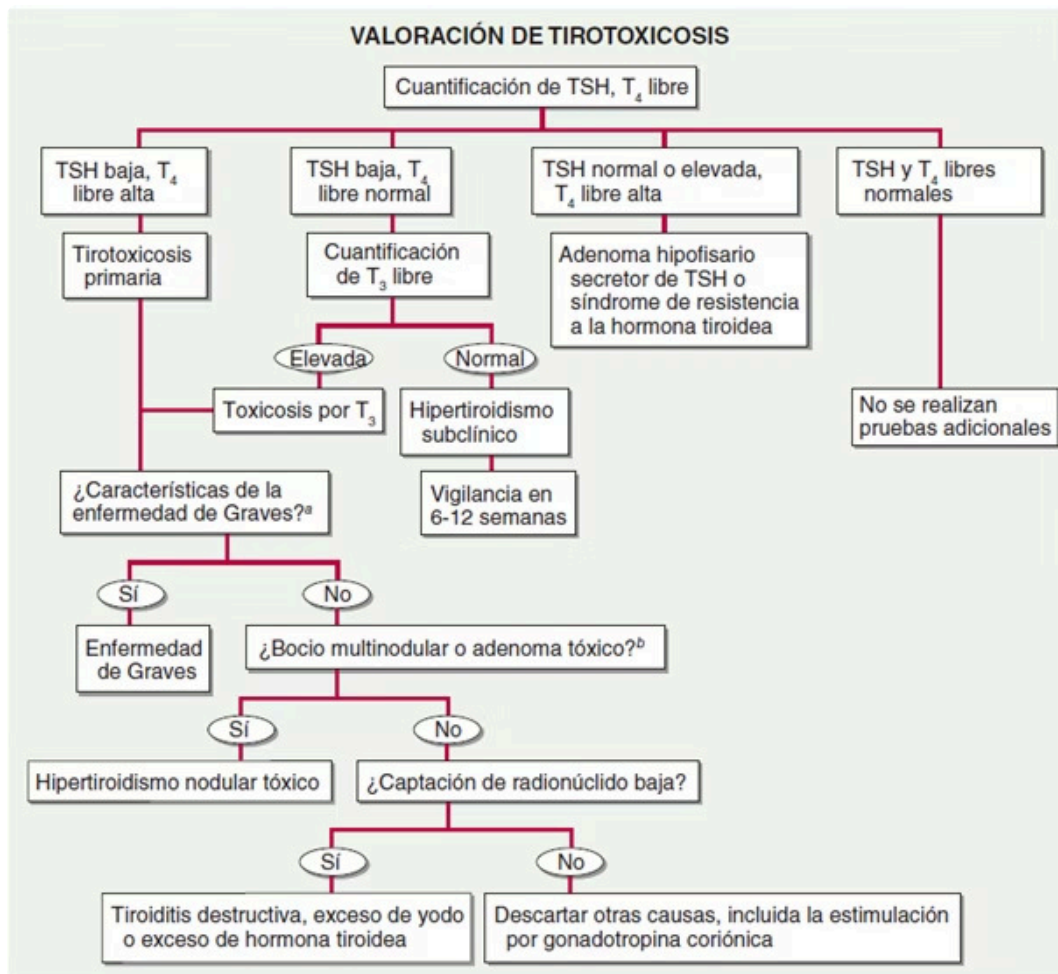 VALORACIÓN DE TIROTOXICOSIS
Cuantificación de TSH, T₄ libre
TSH baja, T₄
libre alta
TSH baja, T₄
libre normal
TSH normal o elevada,
T₄ libre alta
TSH y T₄ libres
normales
Tirotoxicosis
primaria
Cuantificación
de T₃ libre
Adenoma hipofisario
secretor de TSH o
síndrome de resistencia
a la hormona tiroidea
Elevada
Normal
Toxicosis por T₃
Hipertiroidismo
subclínico
No se realizan
pruebas adicionales
¿Características de la
enfermedad de Graves?ᵃ
Vigilancia en
6-12 semanas
Sí
No
Enfermedad
de Graves
¿Bocio multinodular o adenoma tóxico?ᵇ
Sí
No
Hipertiroidismo nodular tóxico
¿Captación de radionúclido baja?
Sí
No
Tiroiditis destructiva, exceso de yodo
o exceso de hormona tiroidea
Descartar otras causas, incluida la estimulación
por gonadotropina coriónica